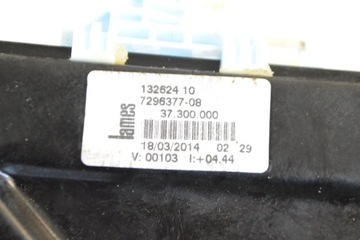 132624 10
7296377-08
37.300.000
lames
18/03/2014 02 29
V: 00103 I:+04.44